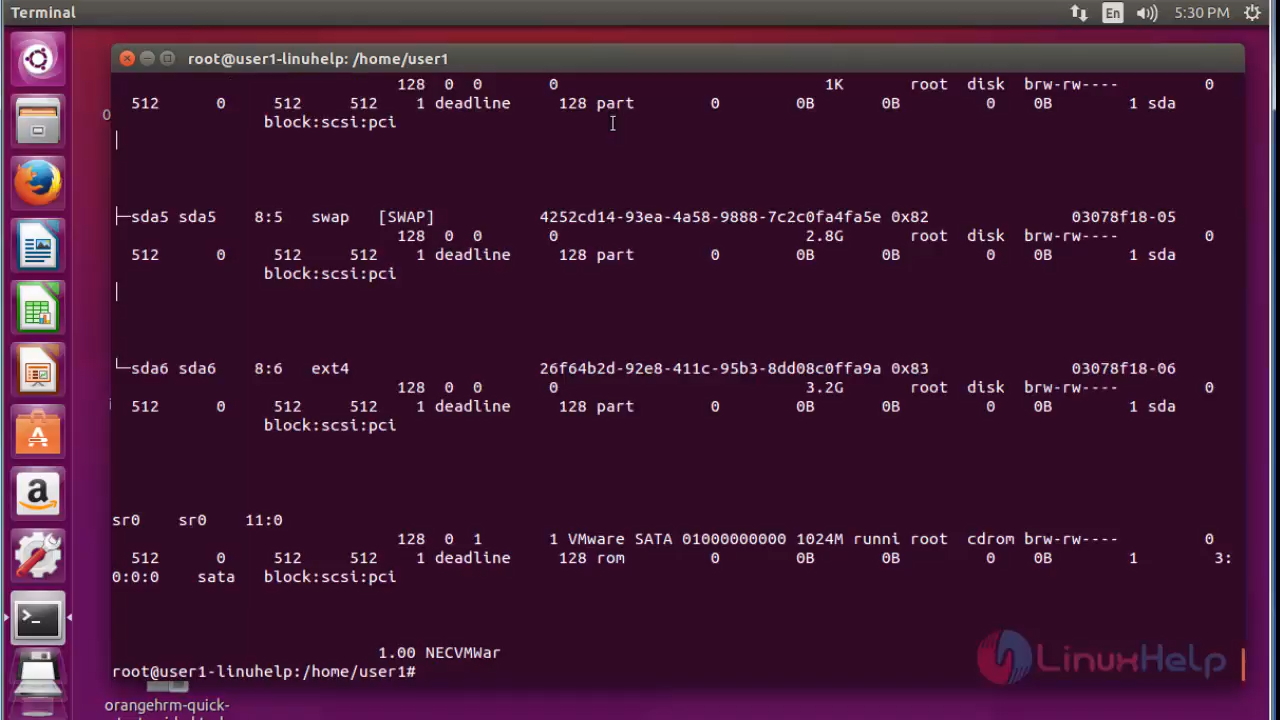 Terminal
En
5:30 PM
root@user1-linuhelp: /home/user1
128 0 0 0 1K root disk brw-rw---- 0
512 0 512 512 1 deadline 128 part 0 0B 0B 0 0B 1 sda
block:scsi:pci
├─sda5 sda5 8:5 swap [SWAP] 4252cd14-93ea-4a58-9888-7c2c0fa4fa5e 0x82 03078f18-05
128 0 0 0 2.8G root disk brw-rw---- 0
512 0 512 512 1 deadline 128 part 0 0B 0B 0 0B 1 sda
block:scsi:pci
└─sda6 sda6 8:6 ext4 26f64b2d-92e8-411c-95b3-8dd08c0ffa9a 0x83 03078f18-06
128 0 0 0 3.2G root disk brw-rw---- 0
512 0 512 512 1 deadline 128 part 0 0B 0B 0 0B 1 sda
block:scsi:pci
sr0 sr0 11:0
128 0 1 1 VMware SATA 01000000000 1024M runni root cdrom brw-rw---- 0
512 0 512 512 1 deadline 128 rom 0 0B 0B 0 0B 1 3:
0:0:0 sata block:scsi:pci
1.00 NECVMWar
root@user1-linuhelp:/home/user1#
LinuxHelp
orangehrm-quick-